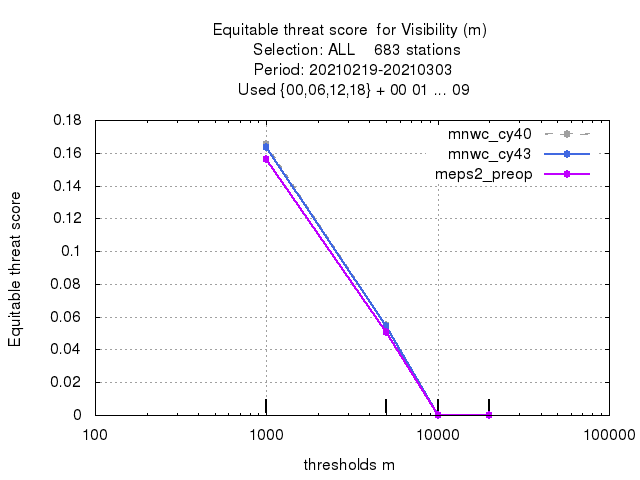 Equitable threat score  for Visibility (m)
Selection: ALL    683 stations
Period: 20210219-20210303
Used {00,06,12,18} + 00 01 ... 09
mnwc_cy40
mnwc_cy43
meps2_preop
Equitable threat score
0.18
0.16
0.14
0.12
0.1
0.08
0.06
0.04
0.02
0
100
1000
10000
100000
thresholds m